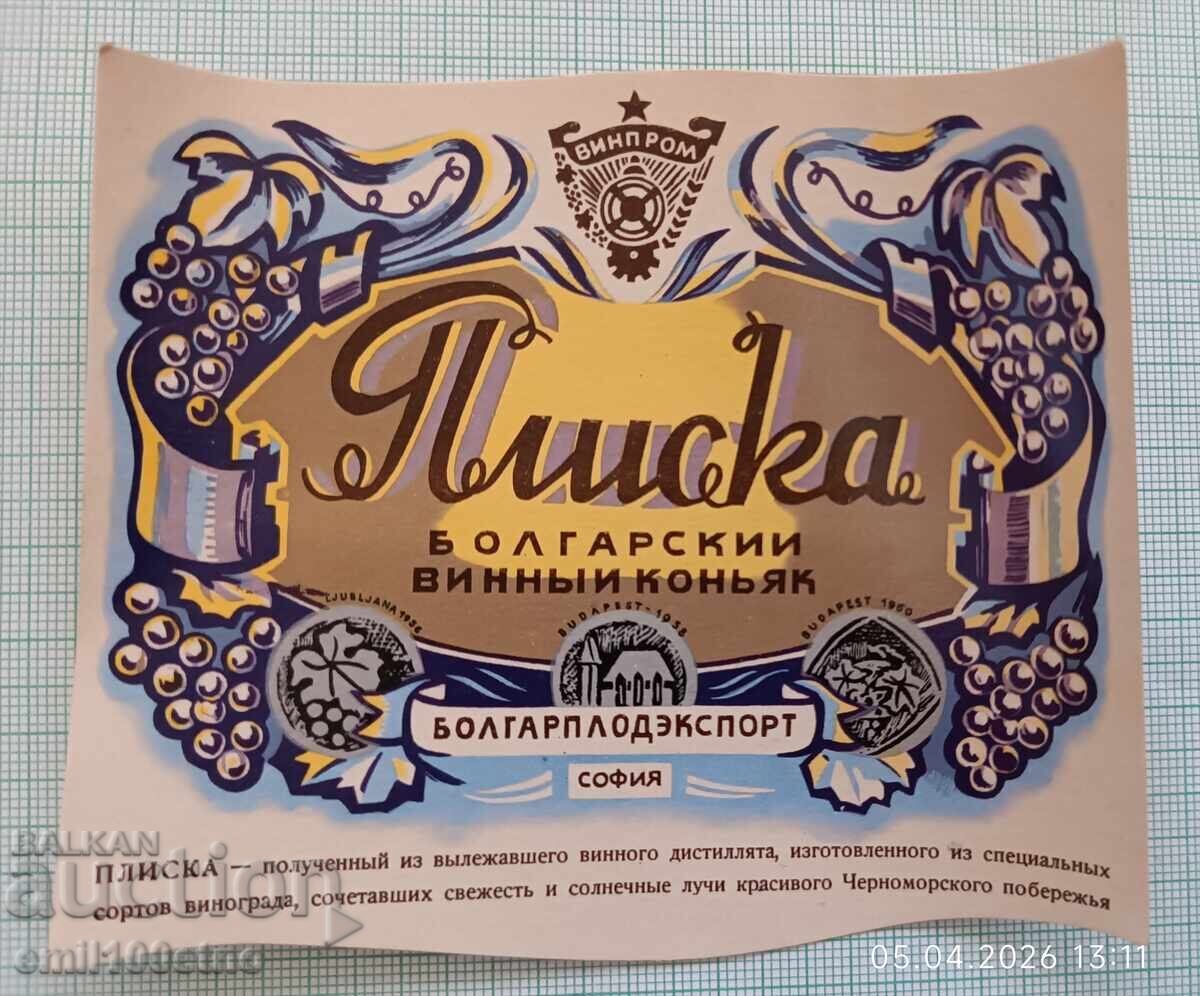 ВИНПРОМ
Плиска
БОЛГАРСКИИ
ВИННЫИ КОНЬЯК
LJUBLJANA 1956
BUDAPEST-1958
BUDAPEST 1960
БОЛГАРПЛОДЭКСПОРТ
СОФИЯ
ПЛИСКА — полученный из вылежавшего винного дистиллята, изготовленного из специальных
сортов винограда, сочетавших свежесть и солнечные лучи красивого Черноморского побережья
BALKAN
auction
emil100etric
05.04.2026 13:11